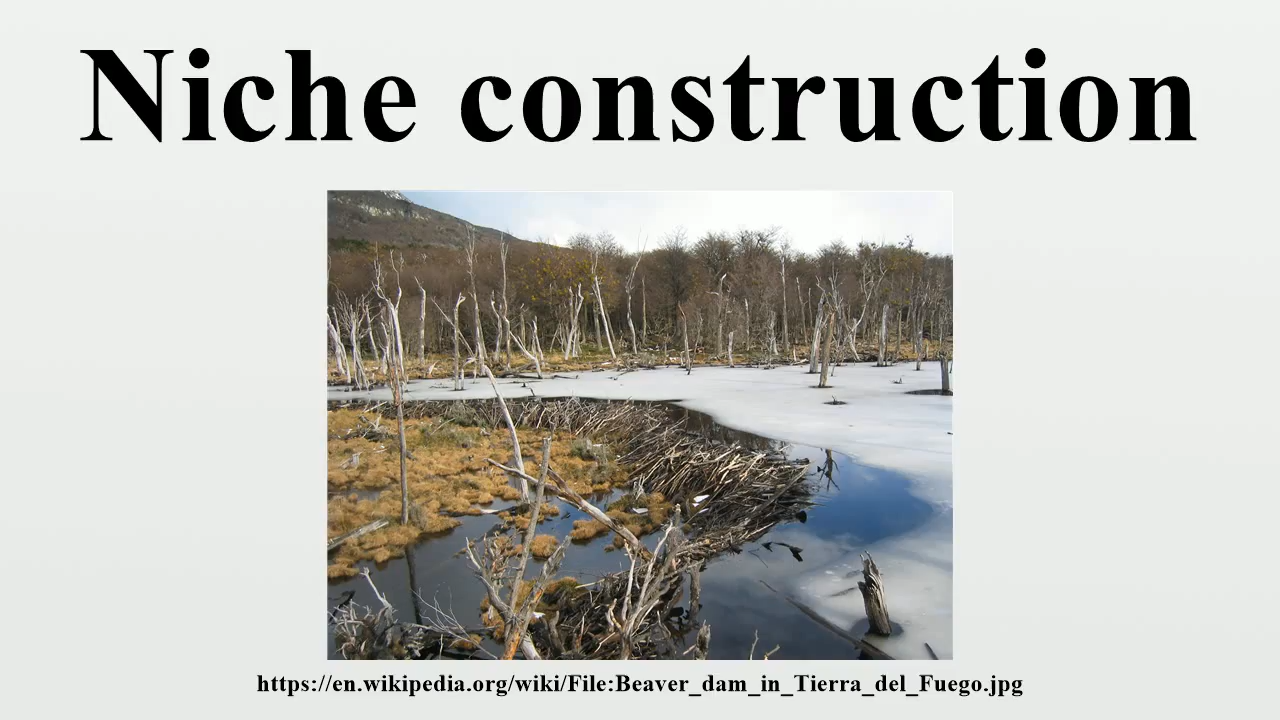 Niche construction
https://en.wikipedia.org/wiki/File:Beaver_dam_in_Tierra_del_Fuego.jpg